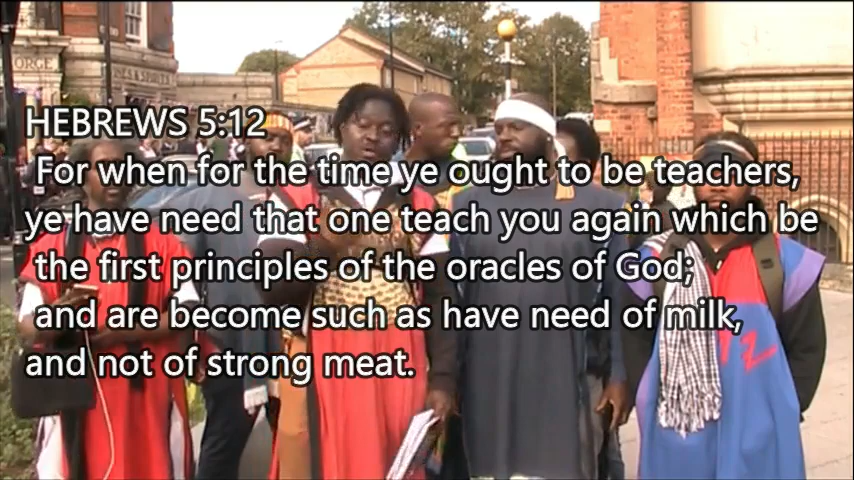 ORGE
HEBREWS 5:12
For when for the time ye ought to be teachers,
ye have need that one teach you again which be
the first principles of the oracles of God;
and are become such as have need of milk,
and not of strong meat.